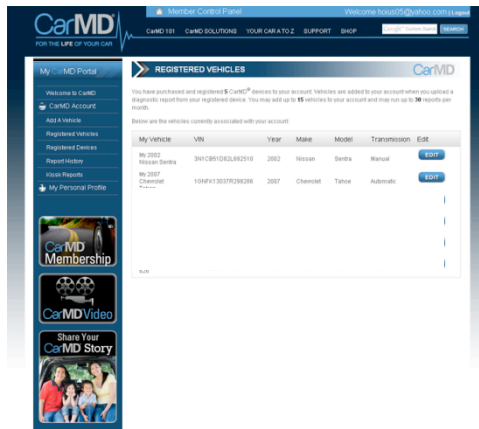 CarMD
FOR THE LIFE OF YOUR CAR
Member Control Panel
Welcome hoius05@yahoo.com | Logout
CarMD 101 CarMD SOLUTIONS YOUR CAR A TO Z SUPPORT SHOP
Google Custom Search SEARCH
My CarMD Portal
Welcome to CarMD
CarMD Account
Add A Vehicle
Registered Vehicles
Registered Devices
Report History
Kiosk Reports
My Personal Profile
CarMD
Membership
CarMDVideo
Share Your
CarMD Story
REGISTERED VEHICLES
CarMD
You have purchased and registered 5 CarMD® devices to your account. Vehicles are added to your account when you upload a
diagnostic report from your registered device. You may add up to 15 vehicles to your account and may run up to 30 reports per
month.
Below are the vehicles currently associated with your account:
My Vehicle VIN Year Make Model Transmission Edit
My 2002
Nissan Sentra 3N1CB51D82L682510 2002 Nissan Sentra Manual EDIT
My 2007
Chevrolet 2007 Chevrolet Tahoe Automatic EDIT
Tahoe